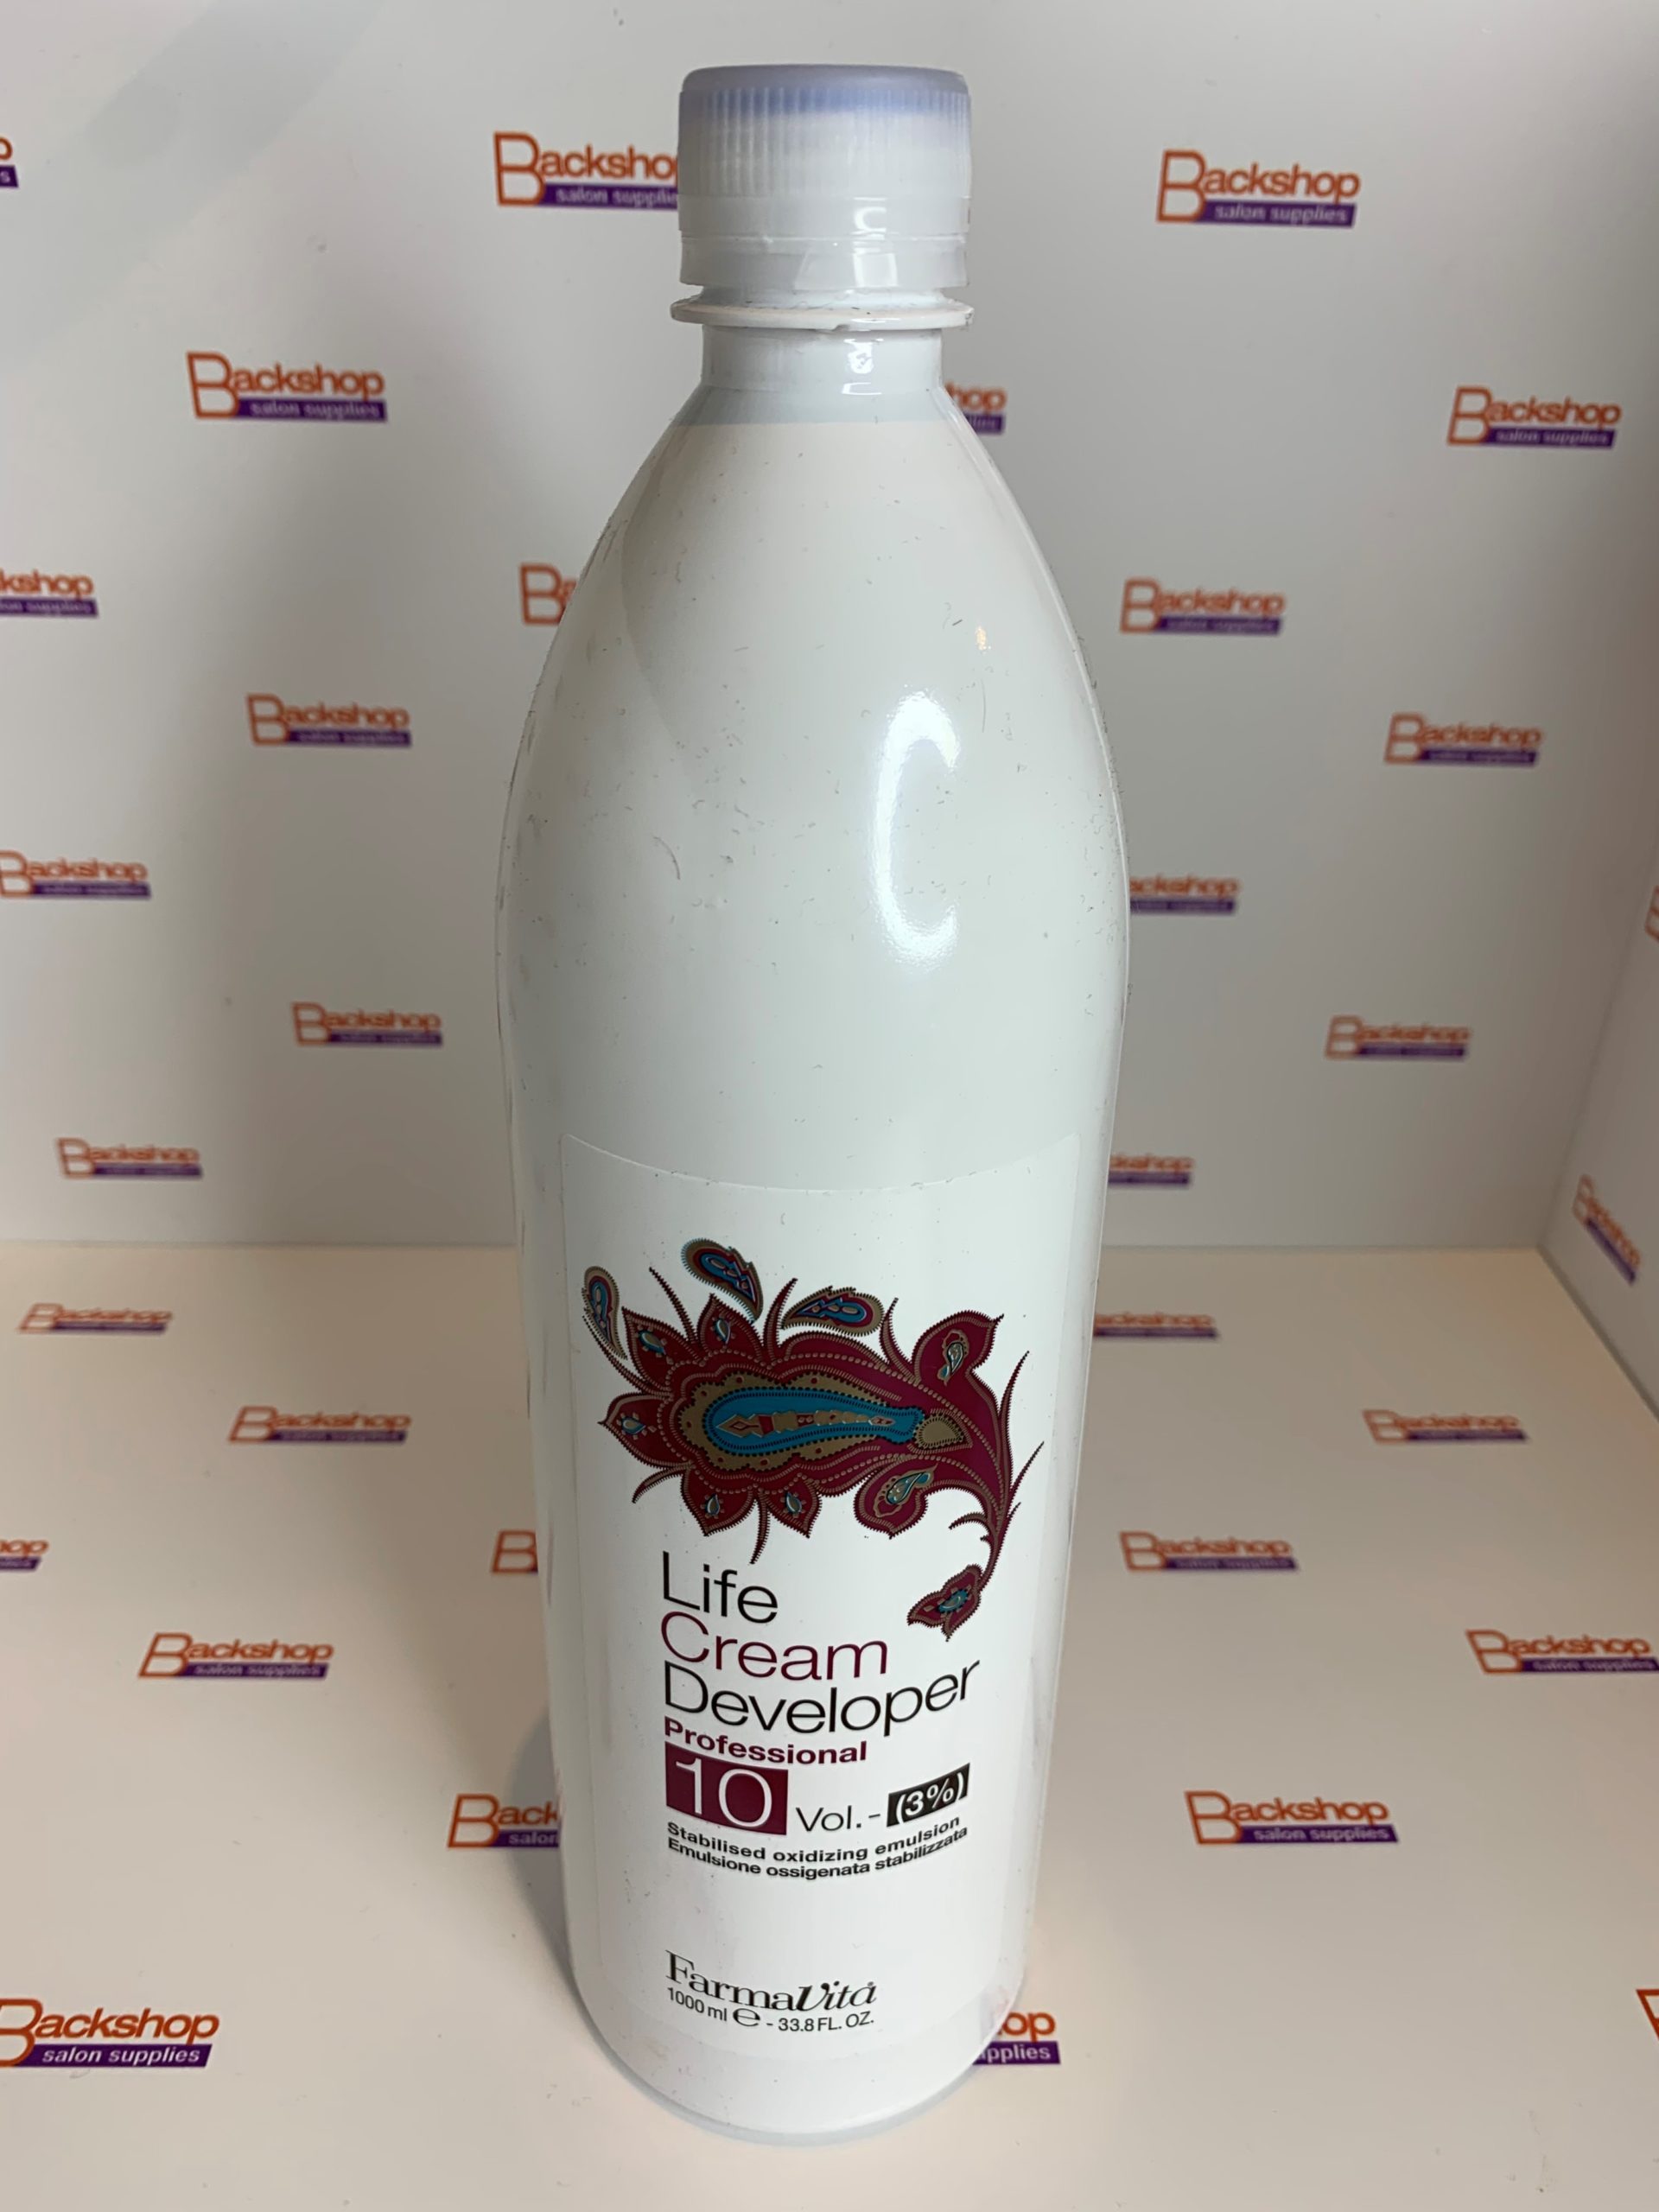 Backshop
salon supplies
Life
Cream
Developer
Professional
10 Vol.- (3%)
Stabilised oxidizing emulsion
Emulsione ossigenata stabilizzata
FarmaVita
1000 ml e - 33.8 FL. OZ.